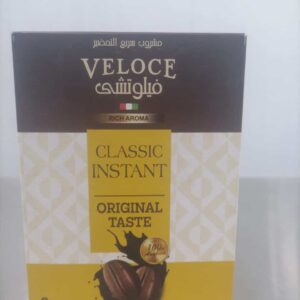 مشروب سريع التحضير
VELOCE
فيلوتشي
RICH AROMA
CLASSIC
INSTANT
ORIGINAL
TASTE